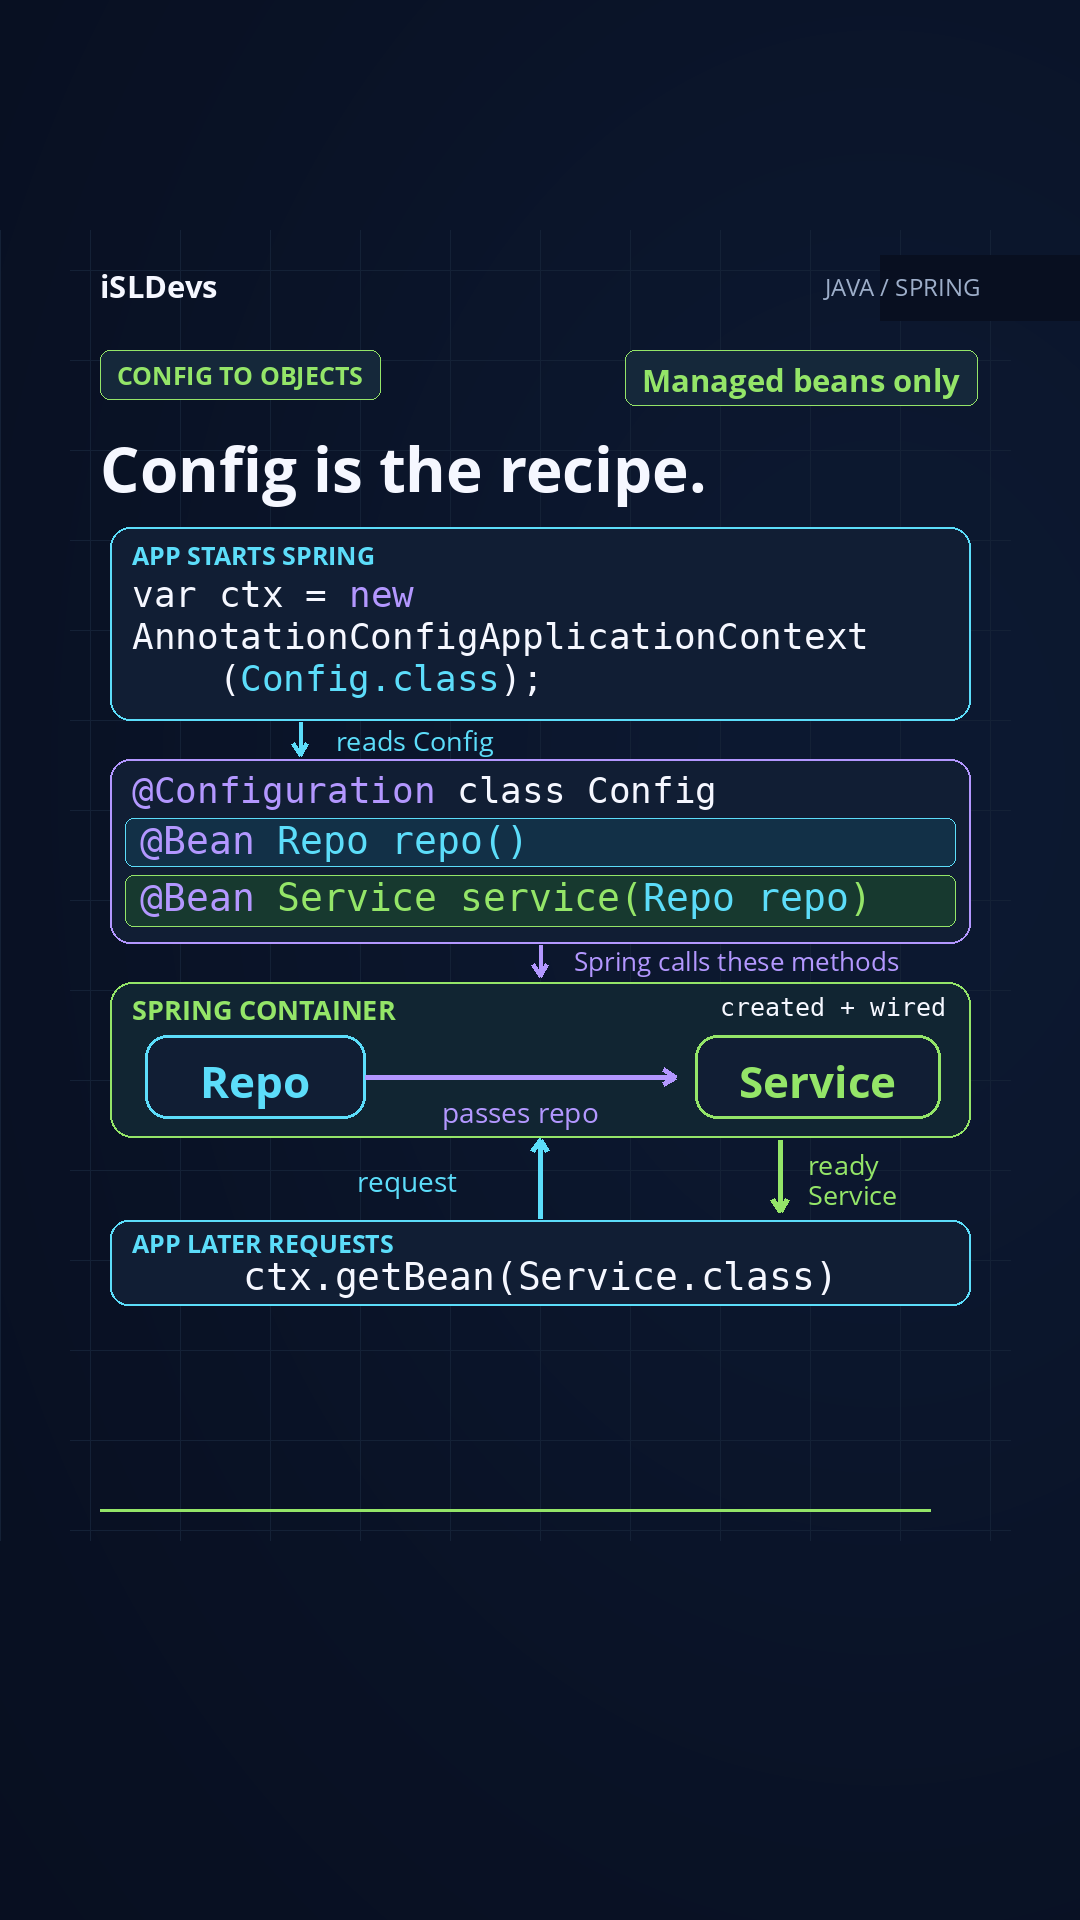 iSLDevs
JAVA / SPRING
CONFIG TO OBJECTS
Managed beans only
Config is the recipe.
APP STARTS SPRING
var ctx = new
AnnotationConfigApplicationContext
(Config.class);
reads Config
@Configuration class Config
@Bean Repo repo()
@Bean Service service(Repo repo)
Spring calls these methods
SPRING CONTAINER
created + wired
Repo
passes repo
Service
request
ready
Service
APP LATER REQUESTS
ctx.getBean(Service.class)